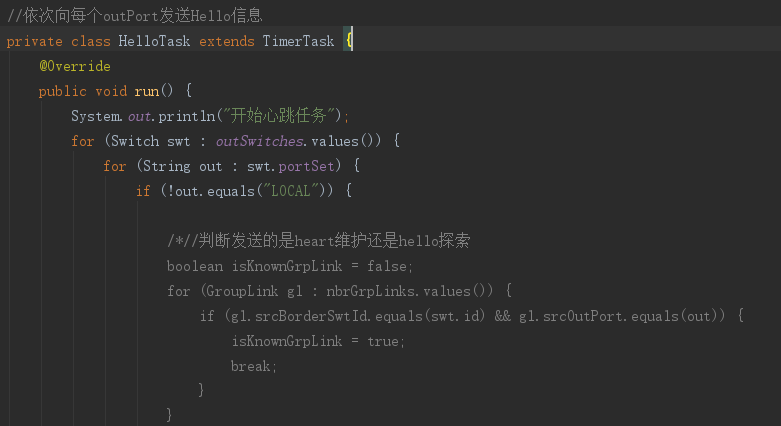 //依次向每个outPort发送Hello信息
private class HelloTask extends TimerTask {
@Override
public void run() {
System.out.println("开始心跳任务");
for (Switch swt : outSwitches.values()) {
for (String out : swt.portSet) {
if (!out.equals("LOCAL")) {
/*//判断发送的是heart维护还是hello探索
boolean isKnownGrpLink = false;
for (GroupLink gl : nbrGrpLinks.values()) {
if (gl.srcBorderSwtId.equals(swt.id) && gl.srcOutPort.equals(out)) {
isKnownGrpLink = true;
break;
}
}